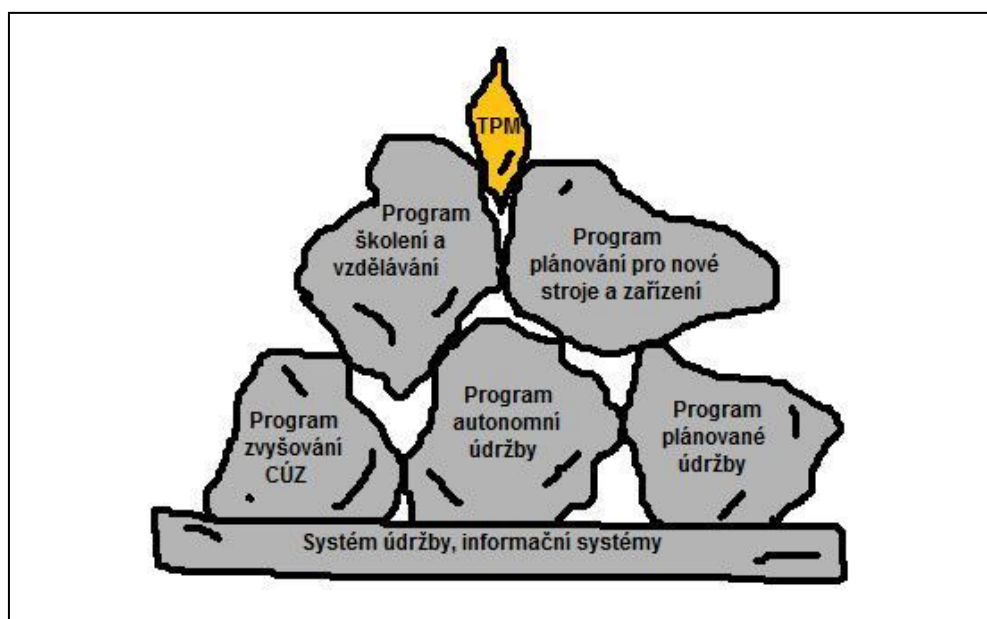 TPM
Program
školení a
vzdělávání
Program
plánování pro nové
stroje a zařízení
Program
zvyšování
CÚZ
Program
autonomní
údržby
Program
plánované
údržby
Systém údržby, informační systémy